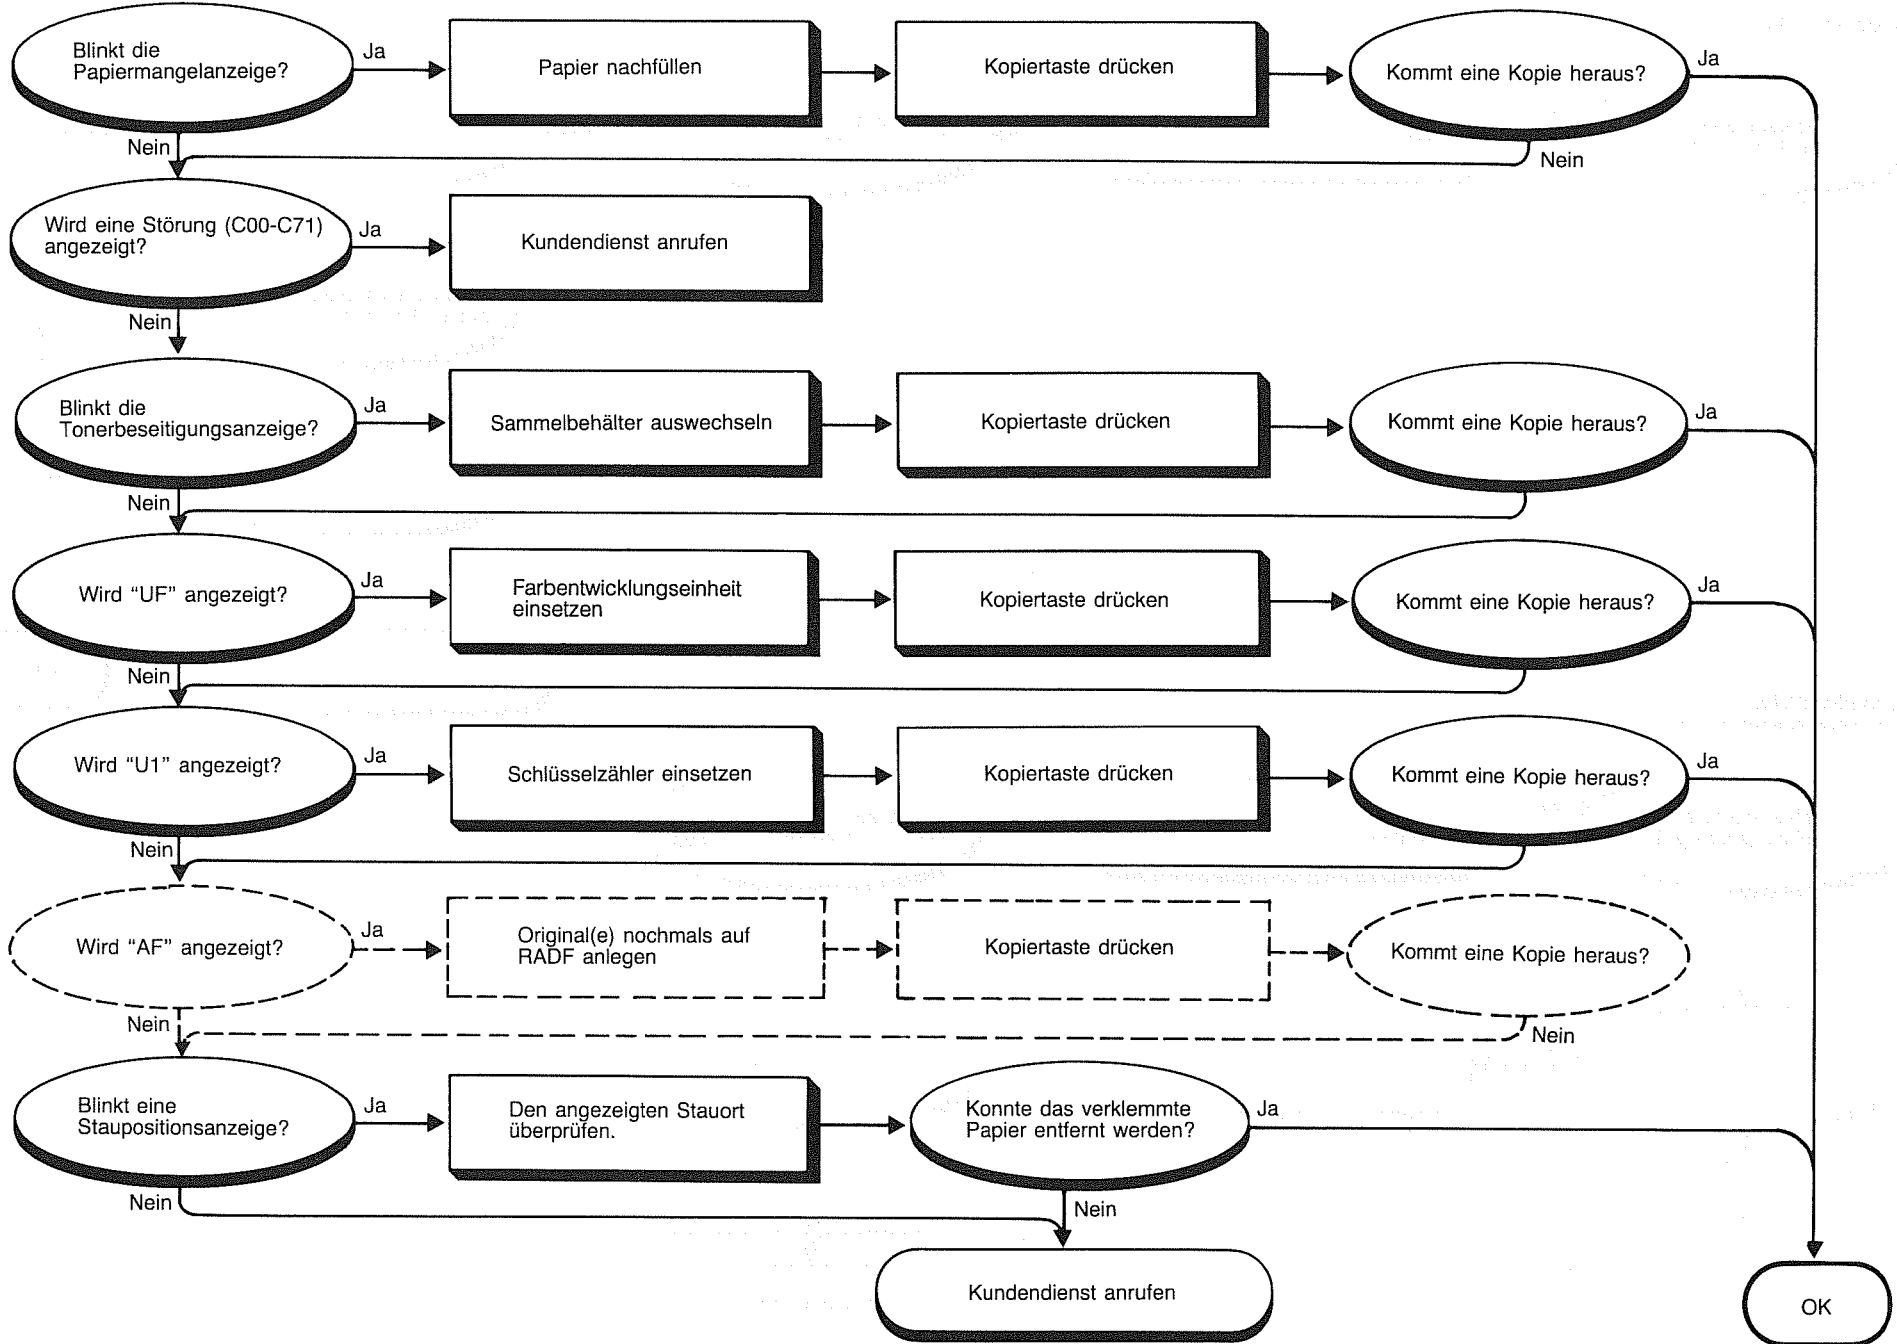 Blinkt die
Papiermangelanzeige?
Ja
Papier nachfüllen
Kopiertaste drücken
Kommt eine Kopie heraus?
Ja
Nein
Nein
Wird eine Störung (C00-C71)
angezeigt?
Ja
Kundendienst anrufen
Nein
Blinkt die
Tonerbeseitigungsanzeige?
Ja
Sammelbehälter auswechseln
Kopiertaste drücken
Kommt eine Kopie heraus?
Ja
Nein
Wird “UF” angezeigt?
Ja
Farbentwicklungseinheit
einsetzen
Kopiertaste drücken
Kommt eine Kopie heraus?
Ja
Nein
Wird “U1” angezeigt?
Ja
Schlüsselzähler einsetzen
Kopiertaste drücken
Kommt eine Kopie heraus?
Ja
Nein
Wird “AF” angezeigt?
Ja
Original(e) nochmals auf
RADF anlegen
Kopiertaste drücken
Kommt eine Kopie heraus?
Nein
Nein
Blinkt eine
Staupositionsanzeige?
Ja
Den angezeigten Stauort
überprüfen.
Konnte das verklemmte
Papier entfernt werden?
Ja
Nein
Nein
Kundendienst anrufen
OK